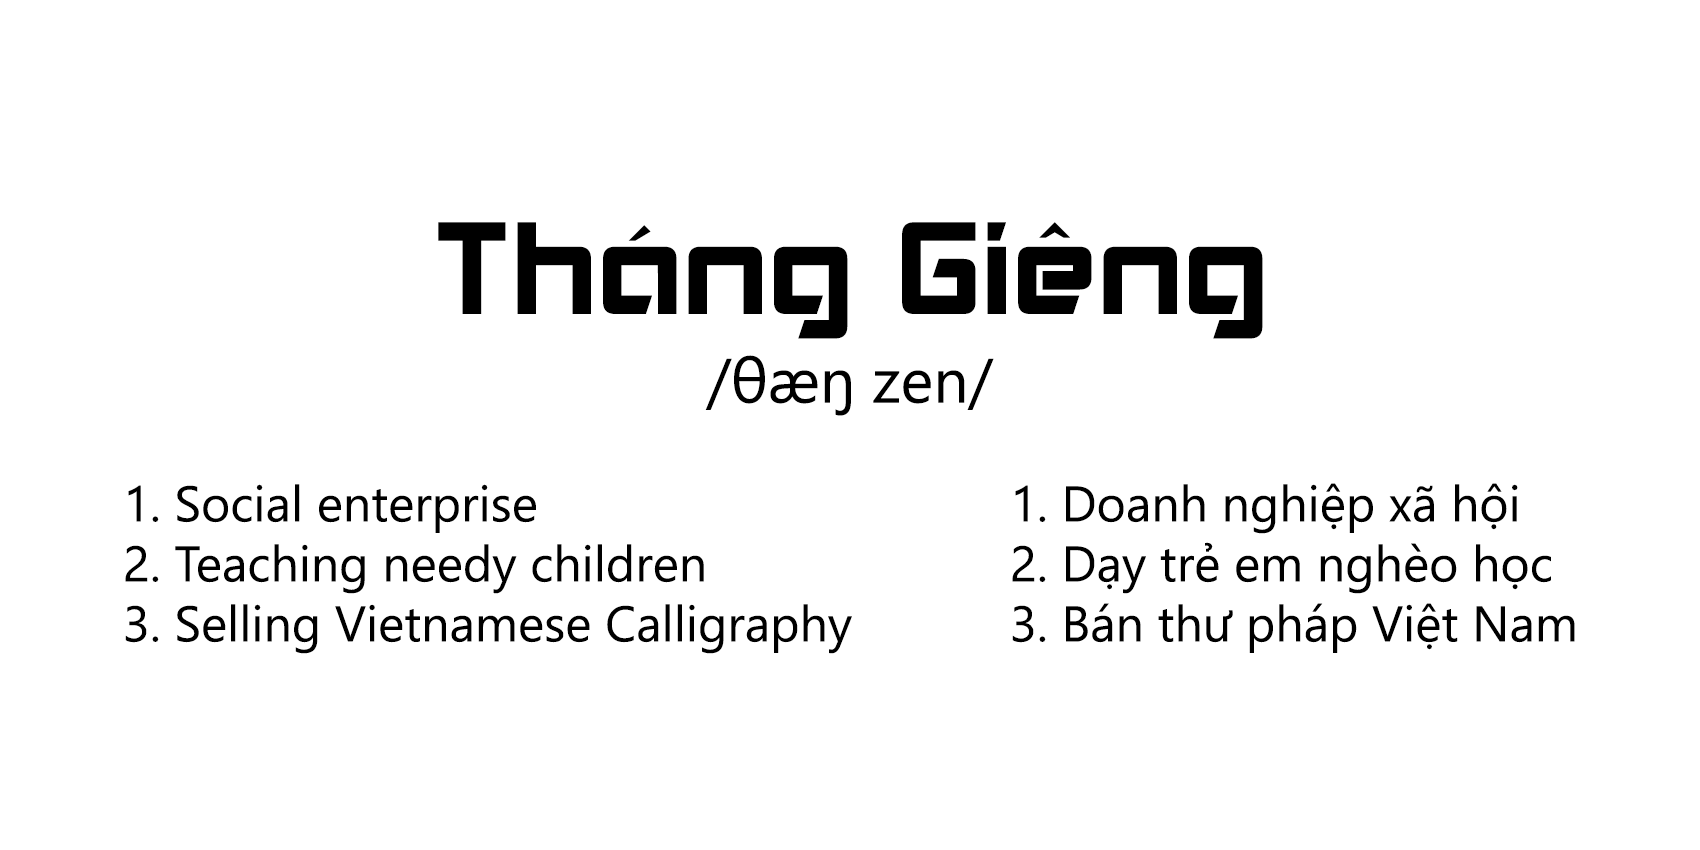 Tháng Giêng
/θæŋ zen/
1. Social enterprise
2. Teaching needy children
3. Selling Vietnamese Calligraphy
1. Doanh nghiệp xã hội
2. Dạy trẻ em nghèo học
3. Bán thư pháp Việt Nam